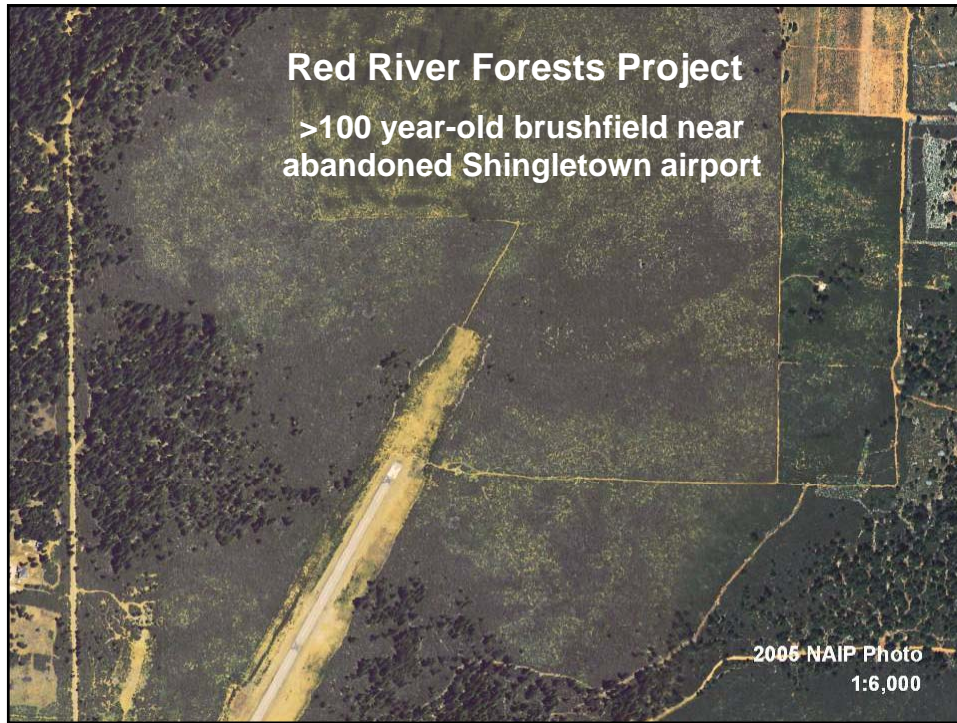 Red River Forests Project
>100 year-old brushfield near
abandoned Shingletown airport
2005 NAIP Photo
1:6,000